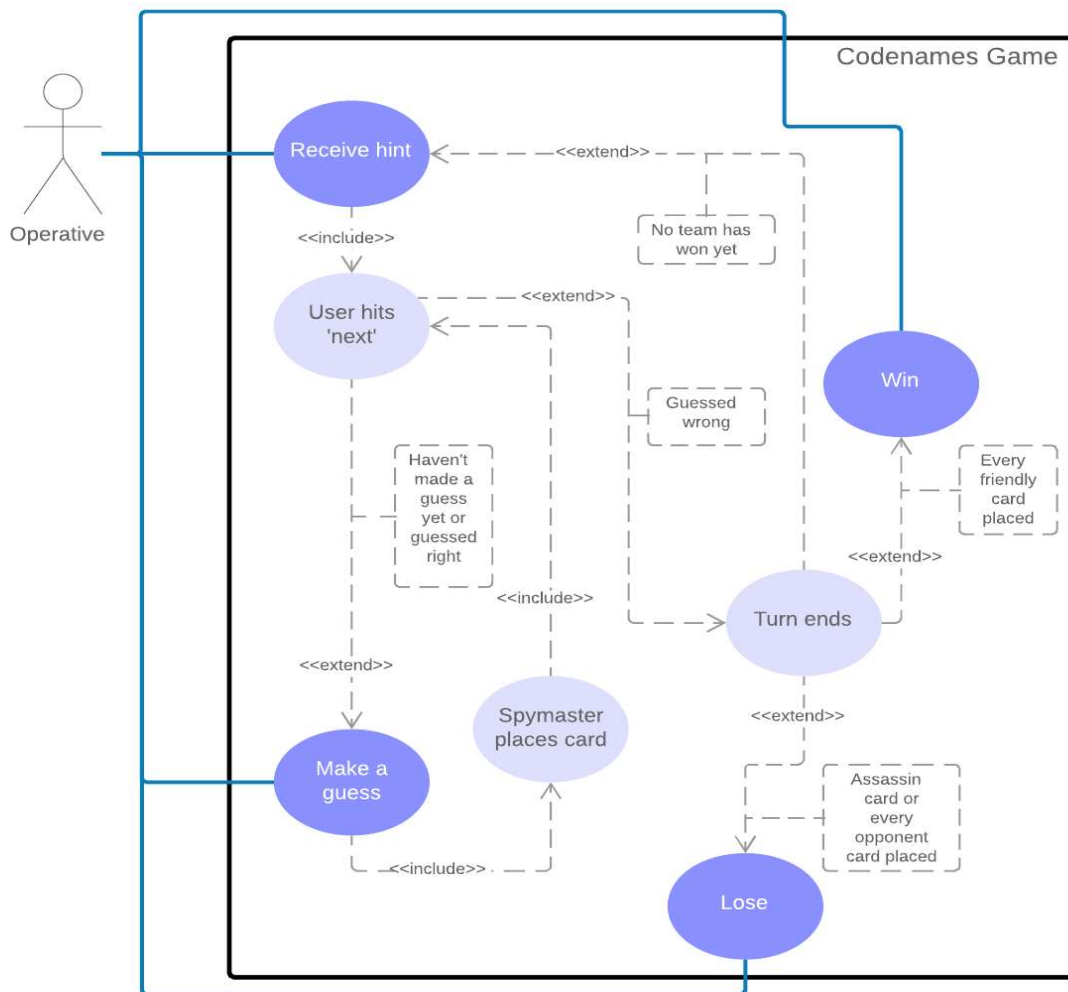 Codenames Game
Operative
Receive hint
<<extend>>
No team has
won yet
<<include>>
User hits
'next'
<<extend>>
Win
Guessed
wrong
Haven't
made a
guess
yet or
guessed
right
Every
friendly
card
placed
<<extend>>
<<include>>
Turn ends
<<extend>>
Spymaster
places card
<<extend>>
Make a
guess
Assassin
card or
every
opponent
card placed
<<include>>
Lose